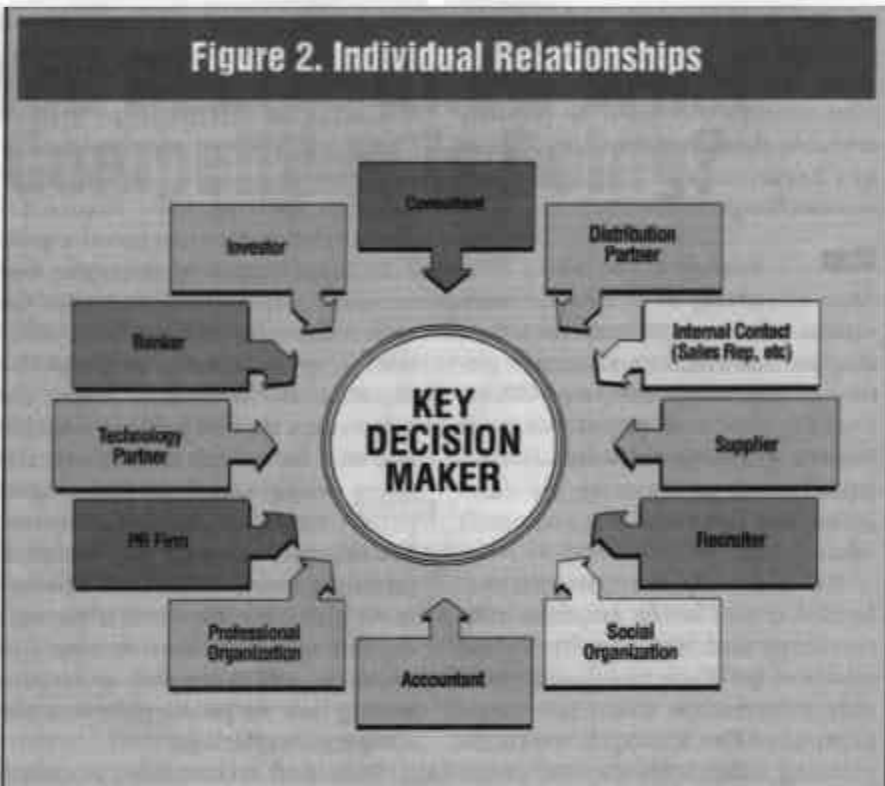 Figure 2. Individual Relationships
Consultant
Investor
Distribution
Partner
Banker
Internal Contact
(Sales Rep., etc)
KEY
DECISION
MAKER
Technology
Partner
Supplier
PR Firm
Recruiter
Professional
Organization
Social
Organization
Accountant